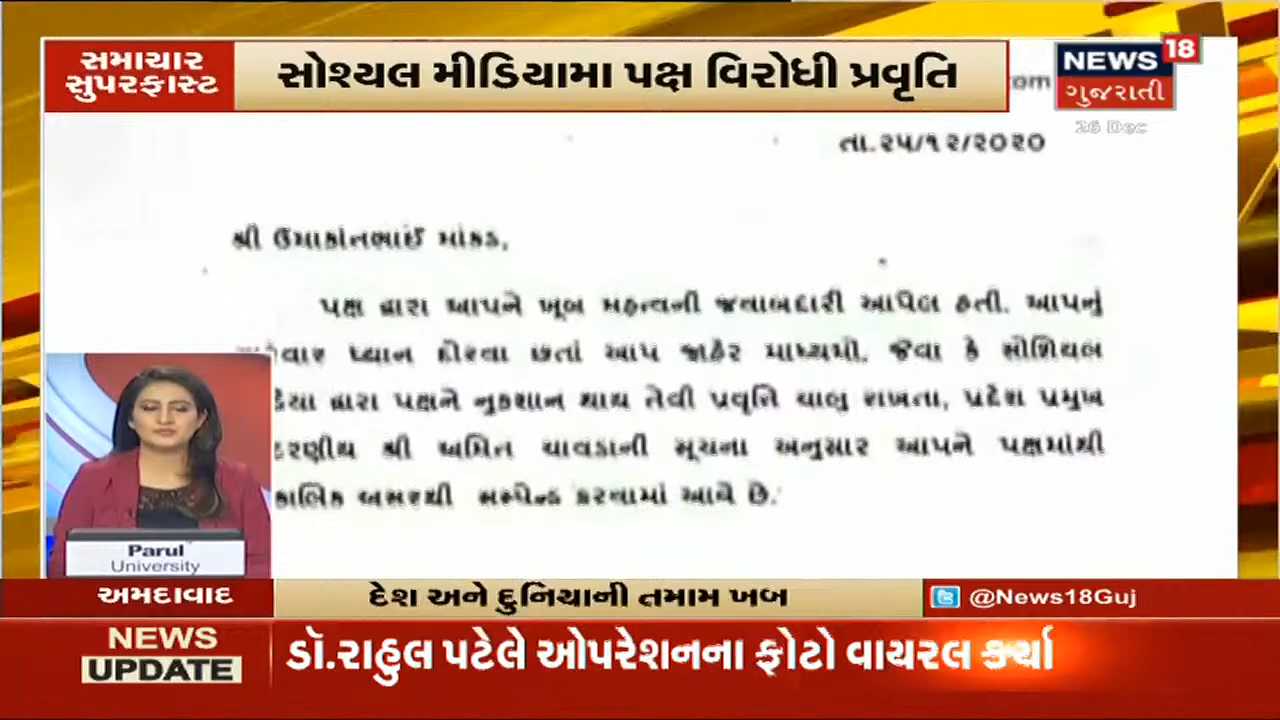 સમાચાર
સુપરફાસ્ટ
સોશ્યલ મીડિયામા પક્ષ વિરોધી પ્રવૃતિ
om
NEWS 18
ગુજરાતી
26 Dec
તા.૨૫/૧૨/૨૦૨૦
શ્રી ઉમાકાંતભાઈ માંકડ,
પક્ષ દ્વારા આપને ખૂબ મહત્વની જવાબદારી આપેલ હતી. આપનું
ધ્યાન દોરવા છતાં આપ જાહેર માધ્યમો, જેવા કે સોશિયલ
દ્વારા પક્ષને નુકશાન થાય તેવી પ્રવૃતિ ચાલુ રાખતા, પ્રદેશ પ્રમુખ
શ્રી અમિત ચાવડાની સૂચના અનુસાર આપને પક્ષમાંથી
અસરથી સસ્પેન્ડ કરવામાં આવે છે.
Parul
University
અમદાવાદ
દેશ અને દુનિયાની તમામ ખબ
@News18Guj
NEWS
UPDATE
ડૉ.રાહુલ પટેલે ઓપરેશનના ફોટો વાયરલ કર્યા